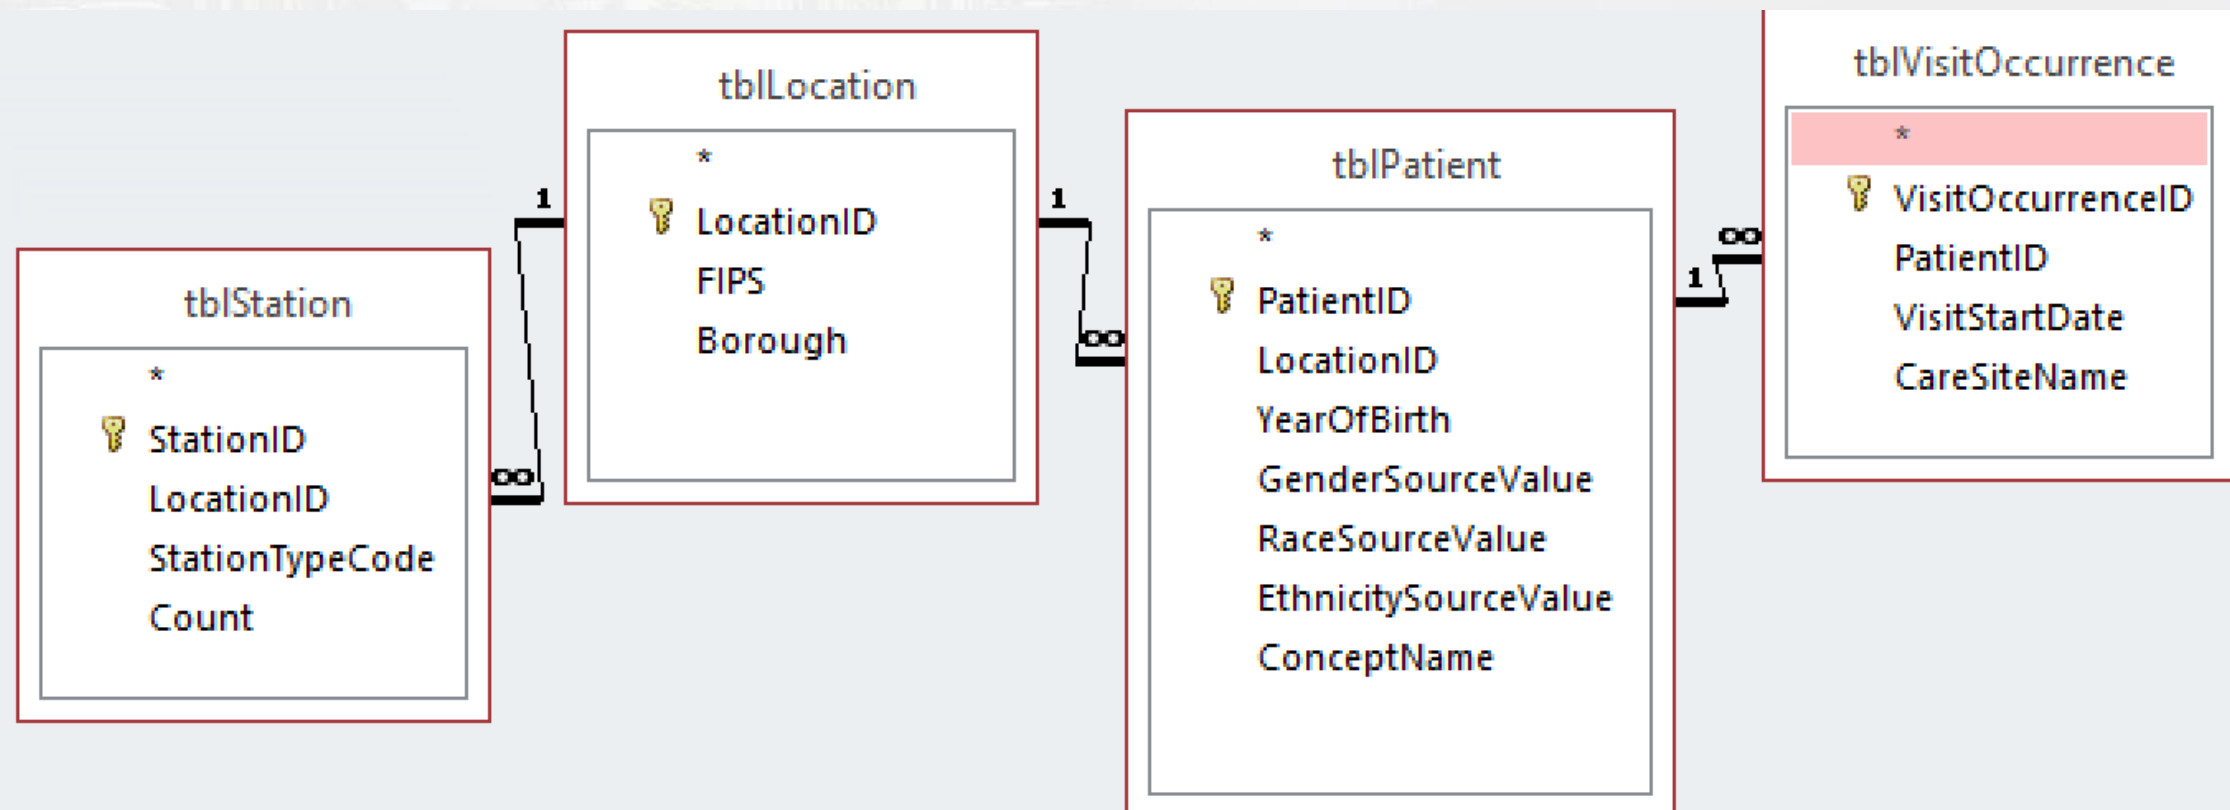 tblStation
*
StationID
LocationID
StationTypeCode
Count
1
∞
tblLocation
*
LocationID
FIPS
Borough
1
∞
tblPatient
*
PatientID
LocationID
YearOfBirth
GenderSourceValue
RaceSourceValue
EthnicitySourceValue
ConceptName
1
∞
tblVisitOccurrence
*
VisitOccurrenceID
PatientID
VisitStartDate
CareSiteName